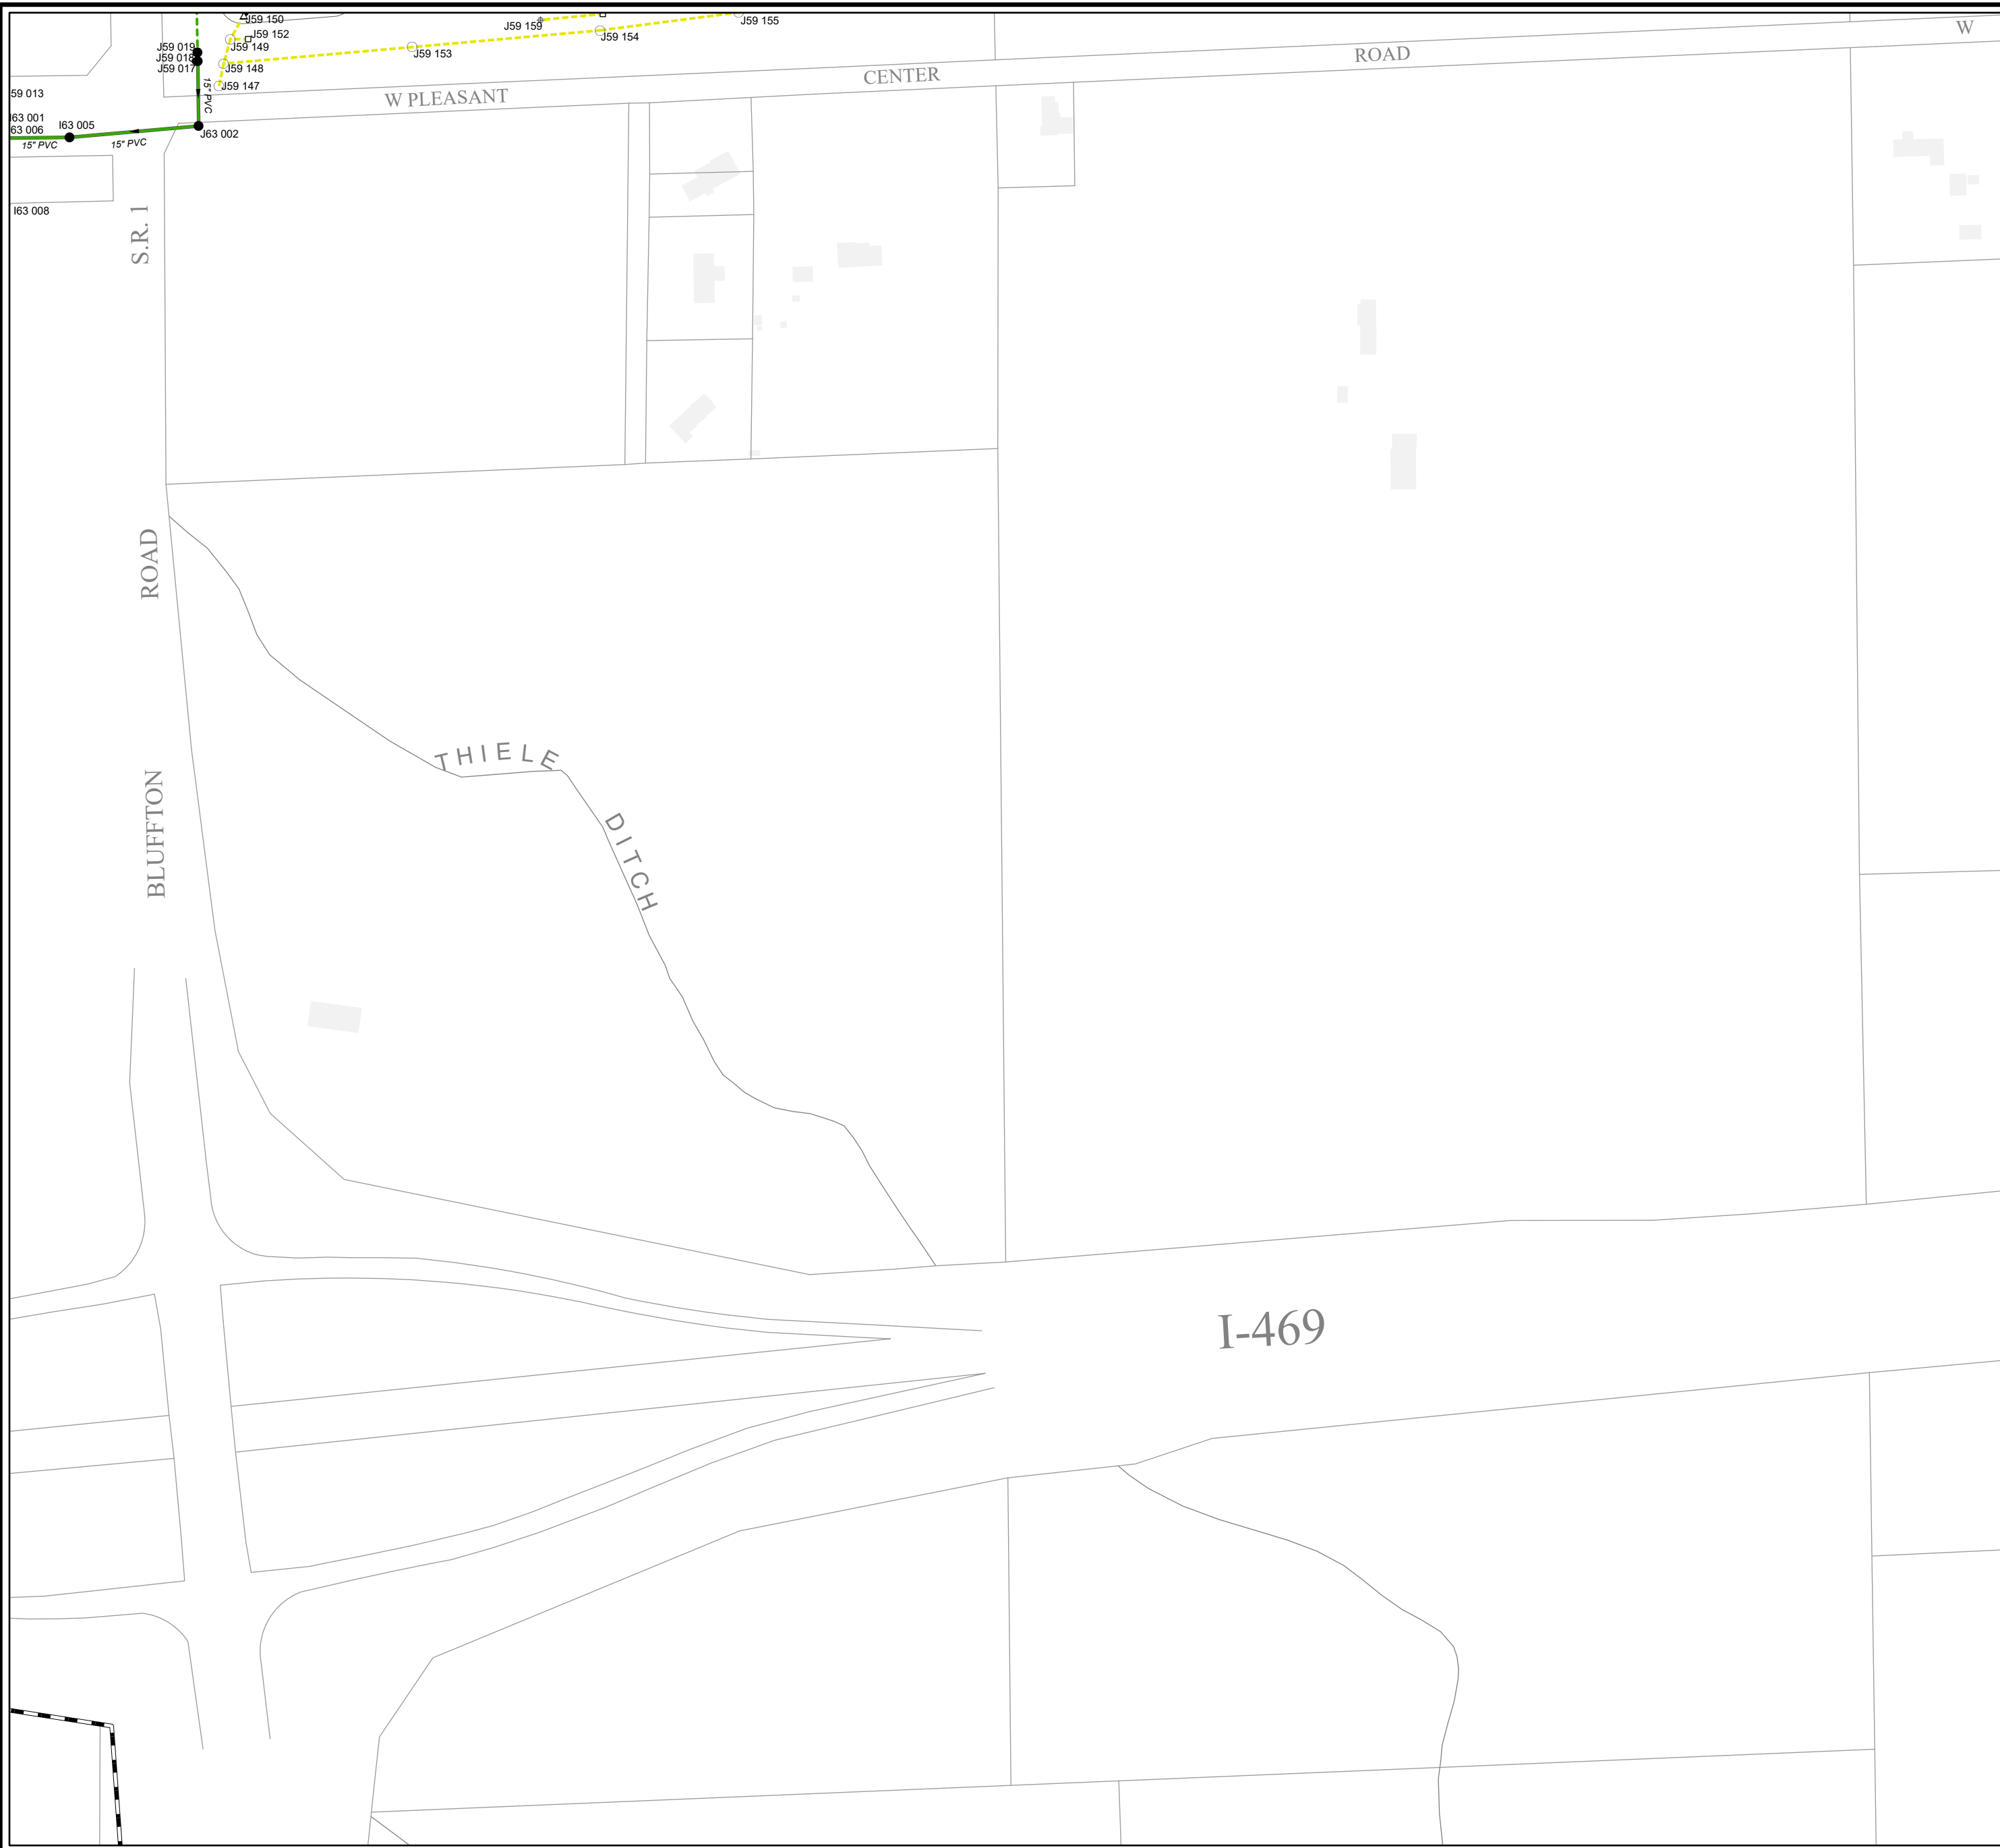 J59 150
J59 159
J59 155
J59 152
J59 154
J59 019
J59 149
J59 018
J59 153
J59 017
J59 148
15" PVC
J59 147
W PLEASANT
CENTER
ROAD
W
59 013
I63 001
63 006
I63 005
J63 002
15" PVC
15" PVC
I63 008
S.R. 1
ROAD
BLUFFTON
THIELE
DITCH
I-469